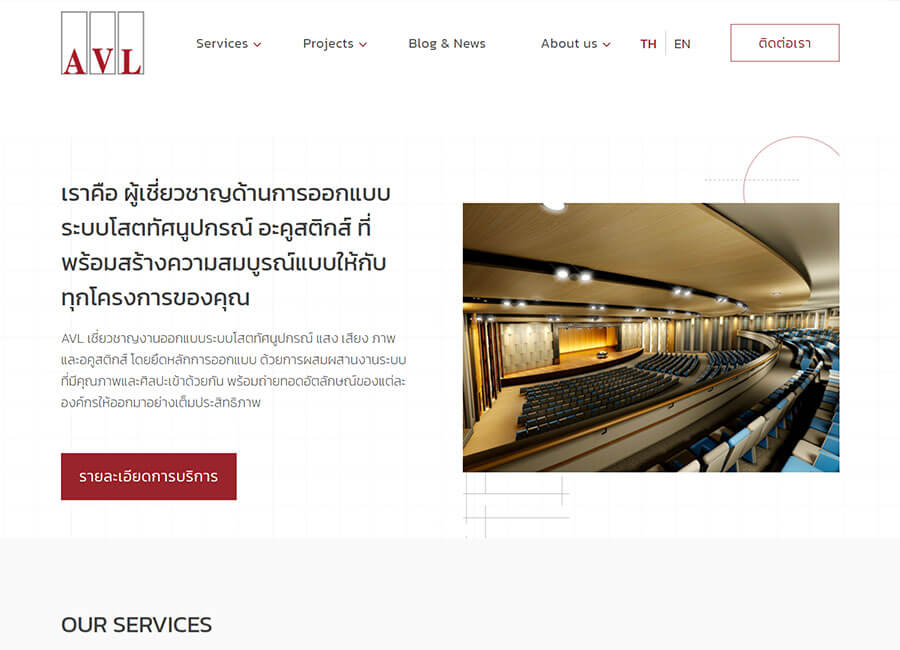 AVL
Services
Projects
Blog & News
About us
TH
EN
ติดต่อเรา
เราคือ ผู้เชี่ยวชาญด้านการออกแบบ
ระบบโสตทัศนูปกรณ์ อะคูสติกส์ ที่
พร้อมสร้างความสมบูรณ์แบบให้กับ
ทุกโครงการของคุณ
AVL เชี่ยวชาญงานออกแบบระบบโสตทัศนูปกรณ์ แสง เสียง ภาพ
และอคูสติกส์ โดยยึดหลักการออกแบบ ด้วยการผสมผสานงานระบบ
ที่มีคุณภาพและศิลปะเข้าด้วยกัน พร้อมถ่ายทอดอัตลักษณ์ของแต่ละ
องค์กรให้ออกมาอย่างเต็มประสิทธิภาพ
รายละเอียดการบริการ
OUR SERVICES